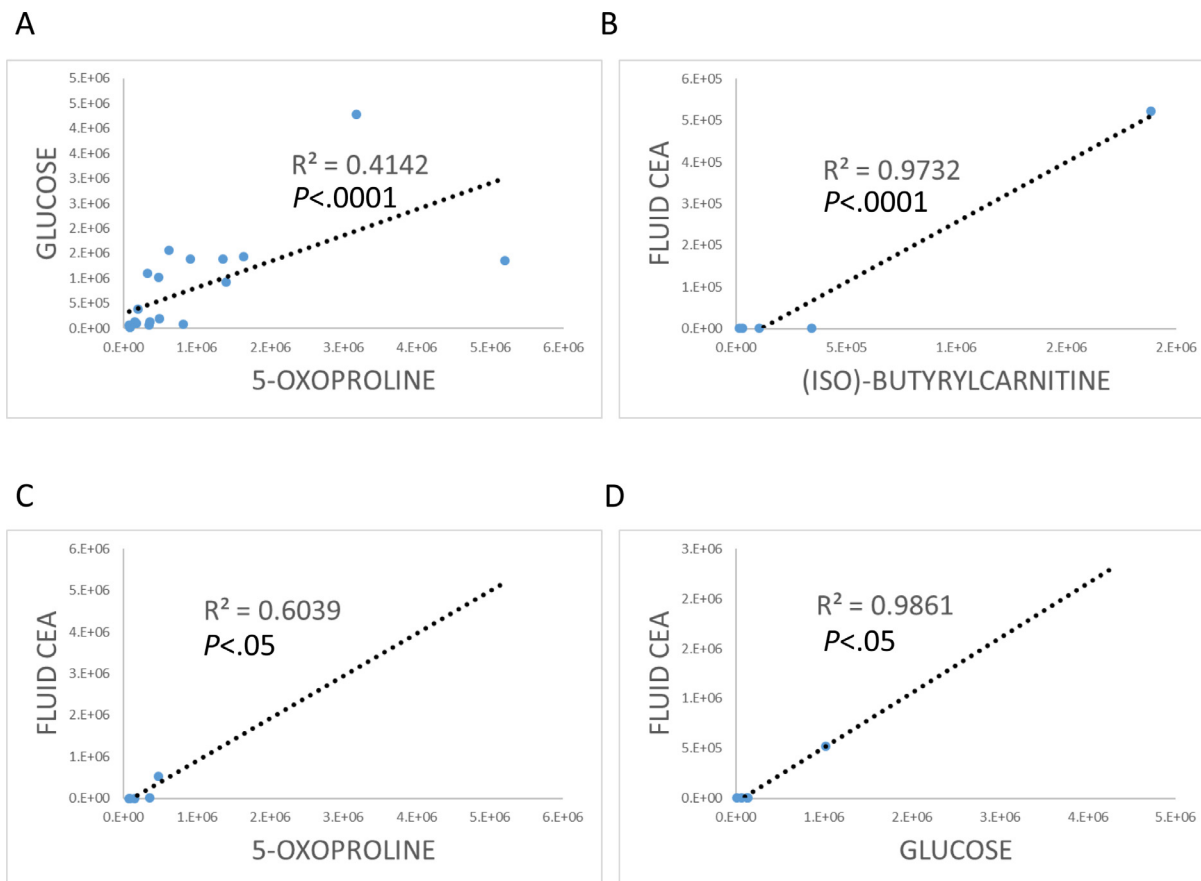 A
5.E+06
5.E+06
4.E+06
4.E+06
3.E+06
3.E+06
2.E+06
2.E+06
1.E+06
5.E+05
0.E+00
GLUCOSE
R² = 0.4142
P<.0001
0.E+00 1.E+06 2.E+06 3.E+06 4.E+06 5.E+06 6.E+06
5-OXOPROLINE
B
6.E+05
5.E+05
4.E+05
3.E+05
2.E+05
1.E+05
0.E+00
FLUID CEA
R² = 0.9732
P<.0001
0.E+00 5.E+05 1.E+06 2.E+06 2.E+06
(ISO)-BUTYRYLCARNITINE
C
6.E+06
5.E+06
4.E+06
3.E+06
2.E+06
1.E+06
0.E+00
FLUID CEA
R² = 0.6039
P<.05
0.E+00 1.E+06 2.E+06 3.E+06 4.E+06 5.E+06 6.E+06
5-OXOPROLINE
D
3.E+06
2.E+06
2.E+06
1.E+06
5.E+05
0.E+00
FLUID CEA
R² = 0.9861
P<.05
0.E+00 1.E+06 2.E+06 3.E+06 4.E+06 5.E+06
GLUCOSE